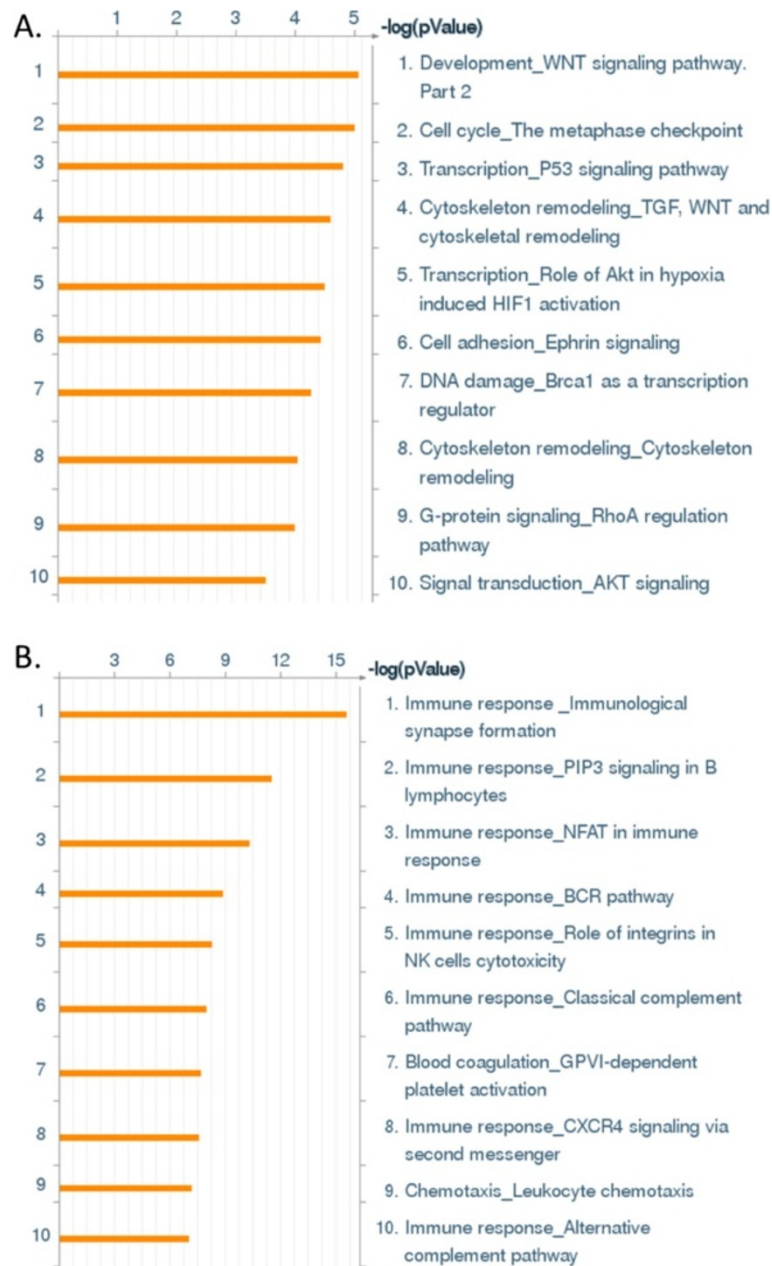 A.
1 2 3 4 5 -log(pValue)
1 1. Development_WNT signaling pathway.
Part 2
2 2. Cell cycle_The metaphase checkpoint
3 3. Transcription_P53 signaling pathway
4 4. Cytoskeleton remodeling_TGF, WNT and
cytoskeletal remodeling
5 5. Transcription_Role of Akt in hypoxia
induced HIF1 activation
6 6. Cell adhesion_Ephrin signaling
7 7. DNA damage_Brca1 as a transcription
regulator
8 8. Cytoskeleton remodeling_Cytoskeleton
remodeling
9 9. G-protein signaling_RhoA regulation
pathway
10 10. Signal transduction_AKT signaling
B.
3 6 9 12 15 -log(pValue)
1 1. Immune response _Immunological
synapse formation
2 2. Immune response_PIP3 signaling in B
lymphocytes
3 3. Immune response_NFAT in immune
response
4 4. Immune response_BCR pathway
5 5. Immune response_Role of integrins in
NK cells cytotoxicity
6 6. Immune response_Classical complement
pathway
7 7. Blood coagulation_GPVI-dependent
platelet activation
8 8. Immune response_CXCR4 signaling via
second messenger
9 9. Chemotaxis_Leukocyte chemotaxis
10 10. Immune response_Alternative
complement pathway